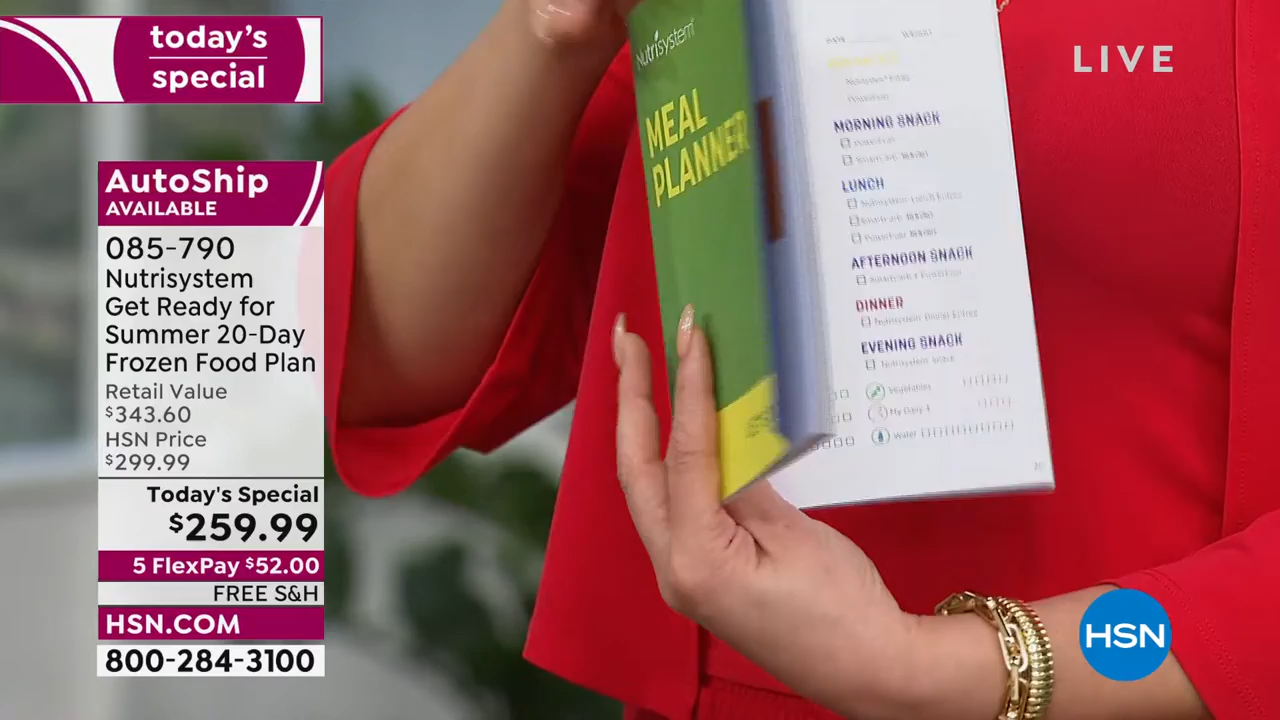 today's
special
LIVE
AutoShip
AVAILABLE
085-790
Nutrisystem
Get Ready for
Summer 20-Day
Frozen Food Plan
Retail Value
$343.60
HSN Price
$299.99
Today's Special
$259.99
5 FlexPay $52.00
FREE S&H
HSN.COM
800-284-3100
Nutrisystem
MEAL
PLANNER
MORNING SNACK
LUNCH
AFTERNOON SNACK
DINNER
EVENING SNACK
Vegetables
Water
HSN